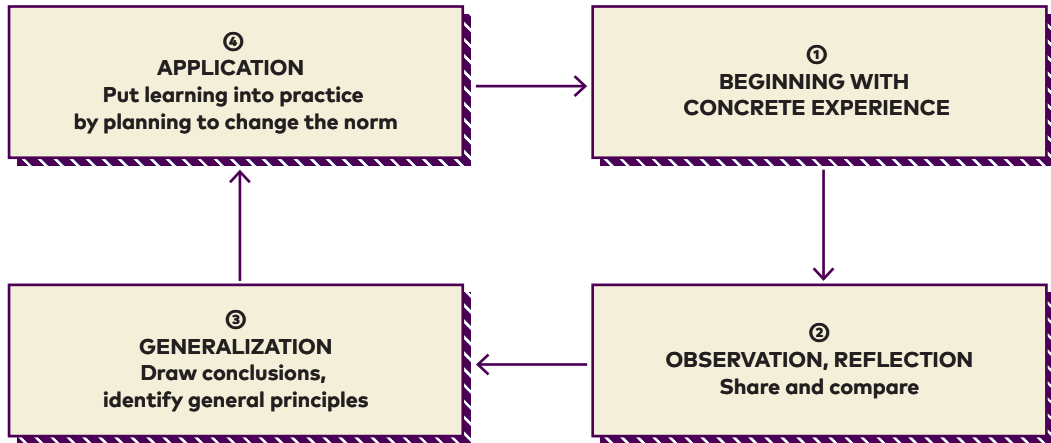 ④
APPLICATION
Put learning into practice
by planning to change the norm
①
BEGINNING WITH
CONCRETE EXPERIENCE
③
GENERALIZATION
Draw conclusions,
identify general principles
②
OBSERVATION, REFLECTION
Share and compare